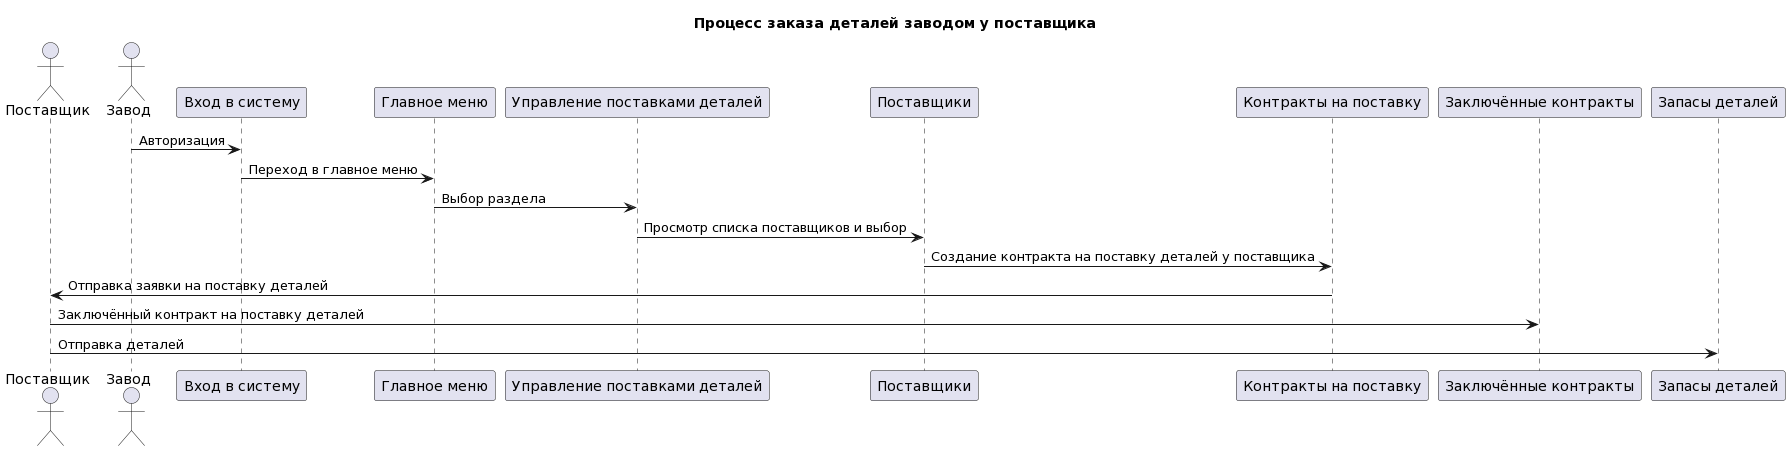 Процесс заказа деталей заводом у поставщика
Поставщик
Завод
Вход в систему
Главное меню
Управление поставками деталей
Поставщики
Контракты на поставку
Заключённые контракты
Запасы деталей
Авторизация
Переход в главное меню
Выбор раздела
Просмотр списка поставщиков и выбор
Создание контракта на поставку деталей у поставщика
Отправка заявки на поставку деталей
Заключённый контракт на поставку деталей
Отправка деталей
Поставщик
Завод
Вход в систему
Главное меню
Управление поставками деталей
Поставщики
Контракты на поставку
Заключённые контракты
Запасы деталей